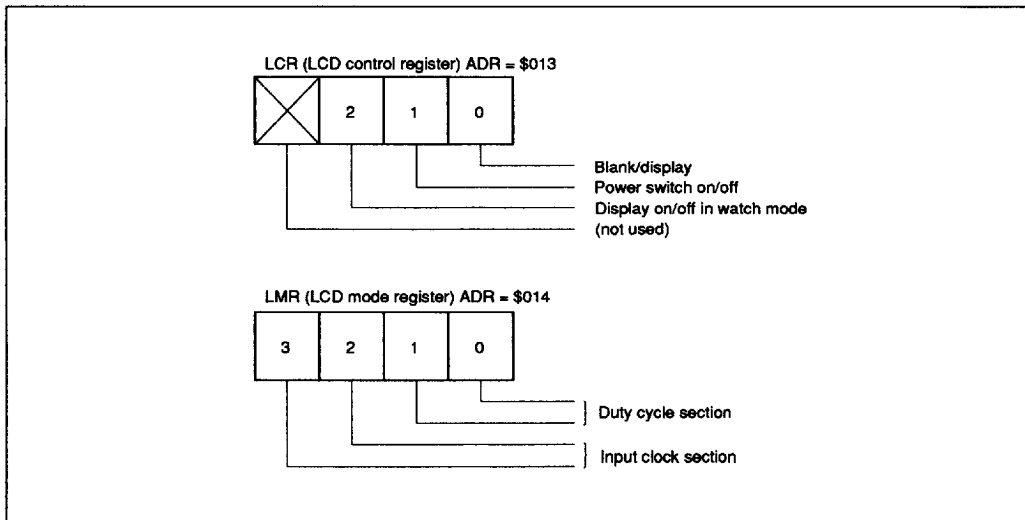 LCR (LCD control register) ADR = $013
2 1 0
Blank/display
Power switch on/off
Display on/off in watch mode
(not used)
LMR (LCD mode register) ADR = $014
3 2 1 0
Duty cycle section
Input clock section